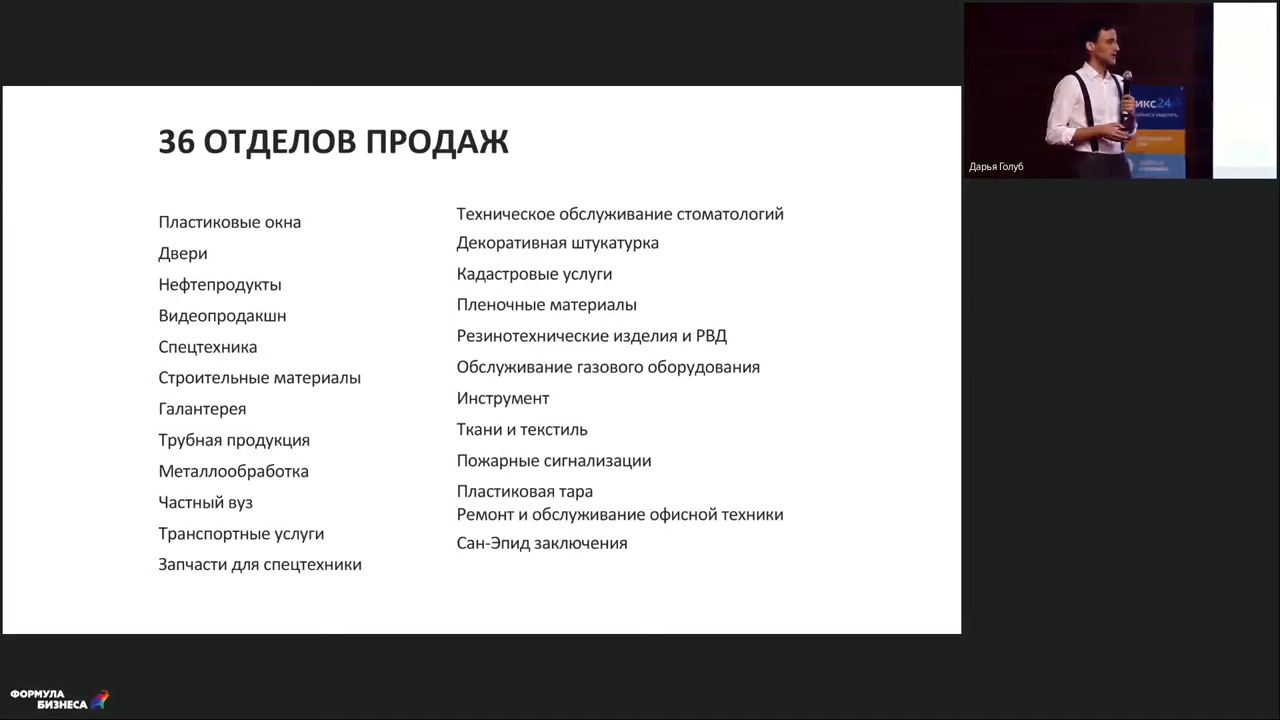 36 ОТДЕЛОВ ПРОДАЖ
Пластиковые окна
Двери
Нефтепродукты
Видеопродакшн
Спецтехника
Строительные материалы
Галантерея
Трубная продукция
Металлообработка
Частный вуз
Транспортные услуги
Запчасти для спецтехники
Техническое обслуживание стоматологий
Декоративная штукатурка
Кадастровые услуги
Пленочные материалы
Резинотехнические изделия и РВД
Обслуживание газового оборудования
Инструмент
Ткани и текстиль
Пожарные сигнализации
Пластиковая тара
Ремонт и обслуживание офисной техники
Сан-Эпид заключения
икс24
Дарья Голуб
ФОРМУЛА
БИЗНЕСА